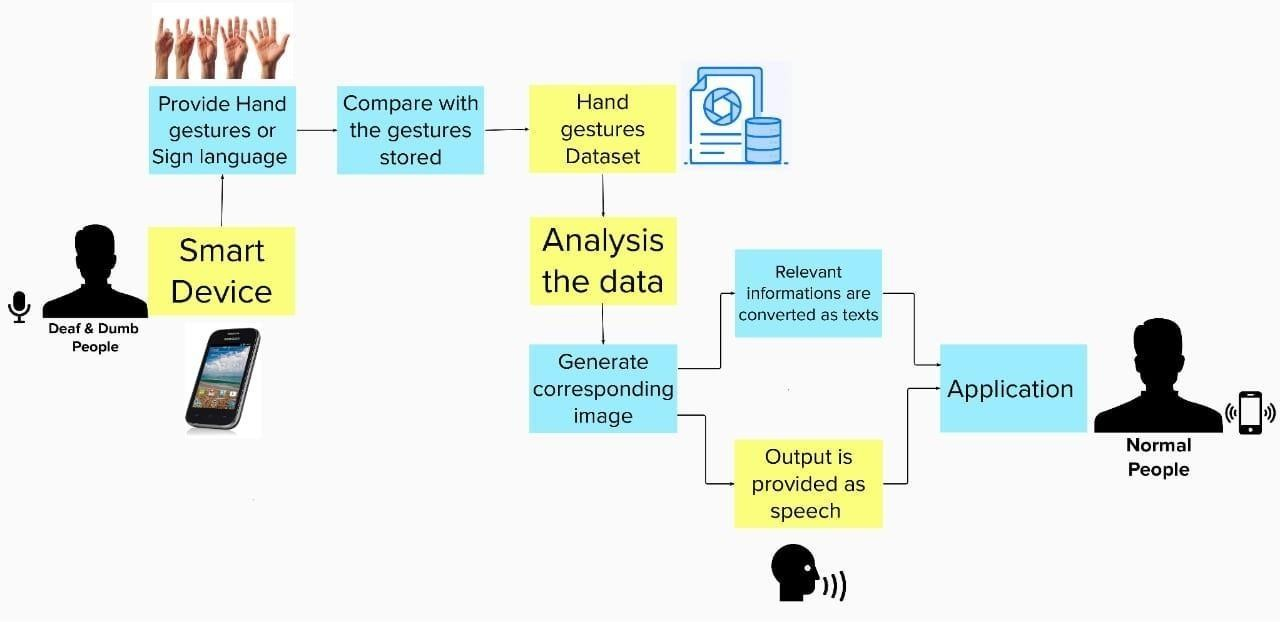 Provide Hand
gestures or
Sign language
Compare with
the gestures
stored
Hand
gestures
Dataset
Smart
Device
Deaf & Dumb
People
Analysis
the data
Relevant
informations are
converted as texts
Generate
corresponding
image
Application
Normal
People
Output is
provided as
speech